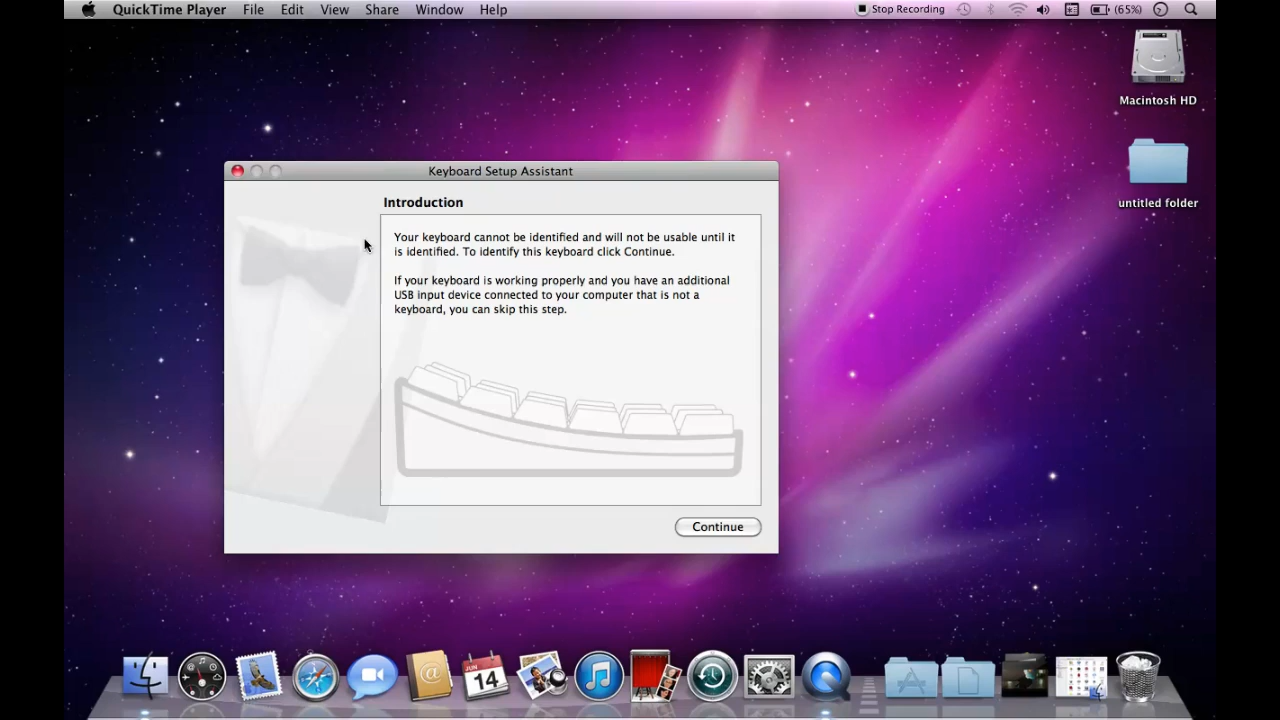 QuickTime Player File Edit View Share Window Help Stop Recording (65%)
Macintosh HD
untitled folder
Keyboard Setup Assistant
Introduction
Your keyboard cannot be identified and will not be usable until it
is identified. To identify this keyboard click Continue.
If your keyboard is working properly and you have an additional
USB input device connected to your computer that is not a
keyboard, you can skip this step.
Continue
JUN
14